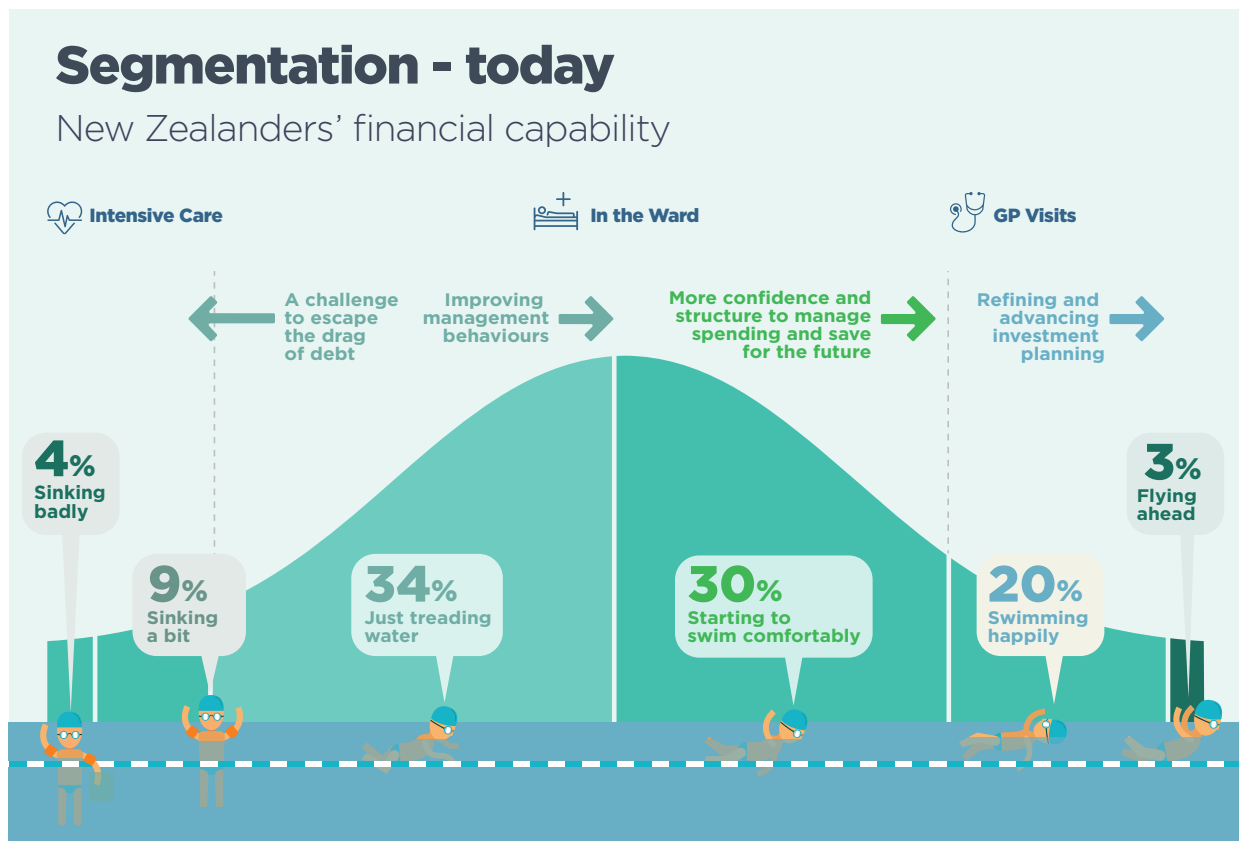 Segmentation - today
New Zealanders’ financial capability
Intensive Care
In the Ward
GP Visits
A challenge
to escape
the drag
of debt
Improving
management
behaviours
More confidence and
structure to manage
spending and save
for the future
Refining and
advancing
investment
planning
4%
Sinking
badly
9%
Sinking
a bit
34%
Just treading
water
30%
Starting to
swim comfortably
20%
Swimming
happily
3%
Flying
ahead